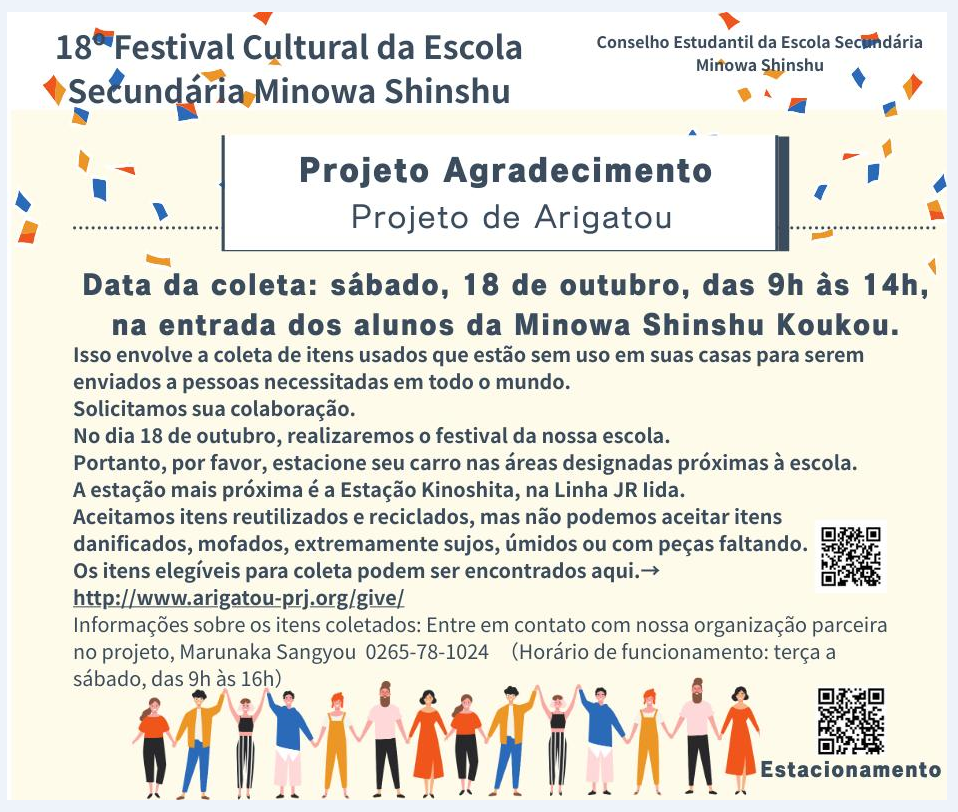 18º Festival Cultural da Escola
Secundária Minowa Shinshu
Conselho Estudantil da Escola Secundária
Minowa Shinshu
Projeto Agradecimento
Projeto de Arigatou
Data da coleta: sábado, 18 de outubro, das 9h às 14h,
na entrada dos alunos da Minowa Shinshu Koukou.
Isso envolve a coleta de itens usados que estão sem uso em suas casas para serem
enviados a pessoas necessitadas em todo o mundo.
Solicitamos sua colaboração.
No dia 18 de outubro, realizaremos o festival da nossa escola.
Portanto, por favor, estacione seu carro nas áreas designadas próximas à escola.
A estação mais próxima é a Estação Kinoshita, na Linha JR Iida.
Aceitamos itens reutilizados e reciclados, mas não podemos aceitar itens
danificados, mofados, extremamente sujos, úmidos ou com peças faltando.
Os itens elegíveis para coleta podem ser encontrados aqui.→
http://www.arigatou-prj.org/give/
Informações sobre os itens coletados: Entre em contato com nossa organização parceira
no projeto, Marunaka Sangyou 0265-78-1024 （Horário de funcionamento: terça a
sábado, das 9h às 16h）
Estacionamento